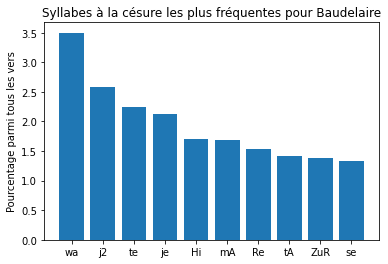 Syllabes à la césure les plus fréquentes pour Baudelaire
Pourcentage parmi tous les vers
3.5
3.0
2.5
2.0
1.5
1.0
0.5
0.0
wa j2 te je Hi mA Re tA ZuR se